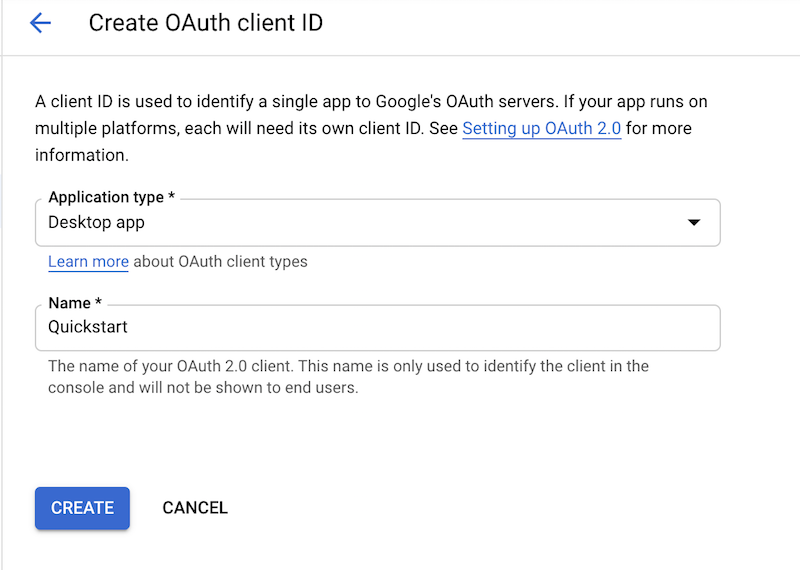 Create OAuth client ID
A client ID is used to identify a single app to Google's OAuth servers. If your app runs on
multiple platforms, each will need its own client ID. See Setting up OAuth 2.0 for more
information.
Application type *
Desktop app
Learn more about OAuth client types
Name *
Quickstart
The name of your OAuth 2.0 client. This name is only used to identify the client in the
console and will not be shown to end users.
CREATE CANCEL